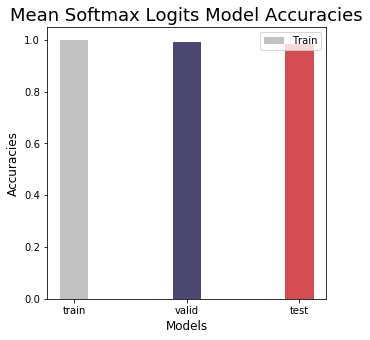 Mean Softmax Logits Model Accuracies
Train
1.0
0.8
0.6
0.4
0.2
0.0
Accuracies
train valid test
Models